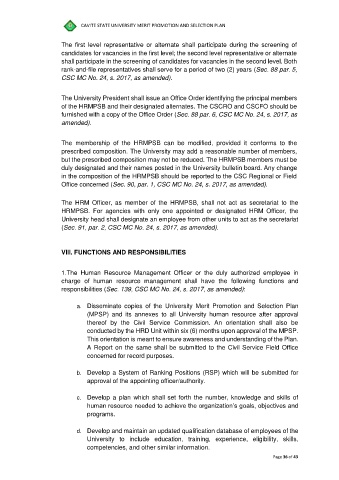 CAVITE STATE UNIVERSITY MERIT PROMOTION AND SELECTION PLAN
The first level representative or alternate shall participate during the screening of
candidates for vacancies in the first level; the second level representative or alternate
shall participate in the screening of candidates for vacancies in the second level. Both
rank-and-file representatives shall serve for a period of two (2) years (Sec. 88 par. 5,
CSC MC No. 24, s. 2017, as amended).
The University President shall issue an Office Order identifying the principal members
of the HRMPSB and their designated alternates. The CSCRO and CSCFO should be
furnished with a copy of the Office Order (Sec. 88 par. 6, CSC MC No. 24, s. 2017, as
amended).
The membership of the HRMPSB can be modified, provided it conforms to the
prescribed composition. The University may add a reasonable number of members,
but the prescribed composition may not be reduced. The HRMPSB members must be
duly designated and their names posted in the University bulletin board. Any change
in the composition of the HRMPSB should be reported to the CSC Regional or Field
Office concerned (Sec. 90, par. 1, CSC MC No. 24, s. 2017, as amended).
The HRM Officer, as member of the HRMPSB, shall not act as secretariat to the
HRMPSB. For agencies with only one appointed or designated HRM Officer, the
University head shall designate an employee from other units to act as the secretariat
(Sec. 91, par. 2, CSC MC No. 24, s. 2017, as amended).
VIII. FUNCTIONS AND RESPONSIBILITIES
1.The Human Resource Management Officer or the duly authorized employee in
charge of human resource management shall have the following functions and
responsibilities (Sec. 139, CSC MC No. 24, s. 2017, as amended):
a. Disseminate copies of the University Merit Promotion and Selection Plan
(MPSP) and its annexes to all University human resource after approval
thereof by the Civil Service Commission. An orientation shall also be
conducted by the HRD Unit within six (6) months upon approval of the MPSP.
This orientation is meant to ensure awareness and understanding of the Plan.
A Report on the same shall be submitted to the Civil Service Field Office
concerned for record purposes.
b. Develop a System of Ranking Positions (RSP) which will be submitted for
approval of the appointing officer/authority.
c. Develop a plan which shall set forth the number, knowledge and skills of
human resource needed to achieve the organization's goals, objectives and
programs.
d. Develop and maintain an updated qualification database of employees of the
University to include education, training, experience, eligibility, skills,
competencies, and other similar information.
Page 36 of 43